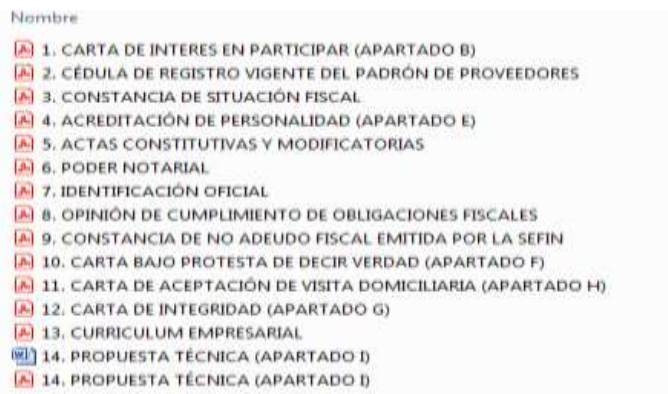 Nombre
1. CARTA DE INTERES EN PARTICIPAR (APARTADO B)
2. CÉDULA DE REGISTRO VIGENTE DEL PADRÓN DE PROVEEDORES
3. CONSTANCIA DE SITUACIÓN FISCAL
4. ACREDITACIÓN DE PERSONALIDAD (APARTADO E)
5. ACTAS CONSTITUTIVAS Y MODIFICATORIAS
6. PODER NOTARIAL
7. IDENTIFICACIÓN OFICIAL
8. OPINIÓN DE CUMPLIMIENTO DE OBLIGACIONES FISCALES
9. CONSTANCIA DE NO ADEUDO FISCAL EMITIDA POR LA SEFIN
10. CARTA BAJO PROTESTA DE DECIR VERDAD (APARTADO F)
11. CARTA DE ACEPTACIÓN DE VISITA DOMICILIARIA (APARTADO H)
12. CARTA DE INTEGRIDAD (APARTADO G)
13. CURRICULUM EMPRESARIAL
14. PROPUESTA TÉCNICA (APARTADO I)
14. PROPUESTA TÉCNICA (APARTADO I)